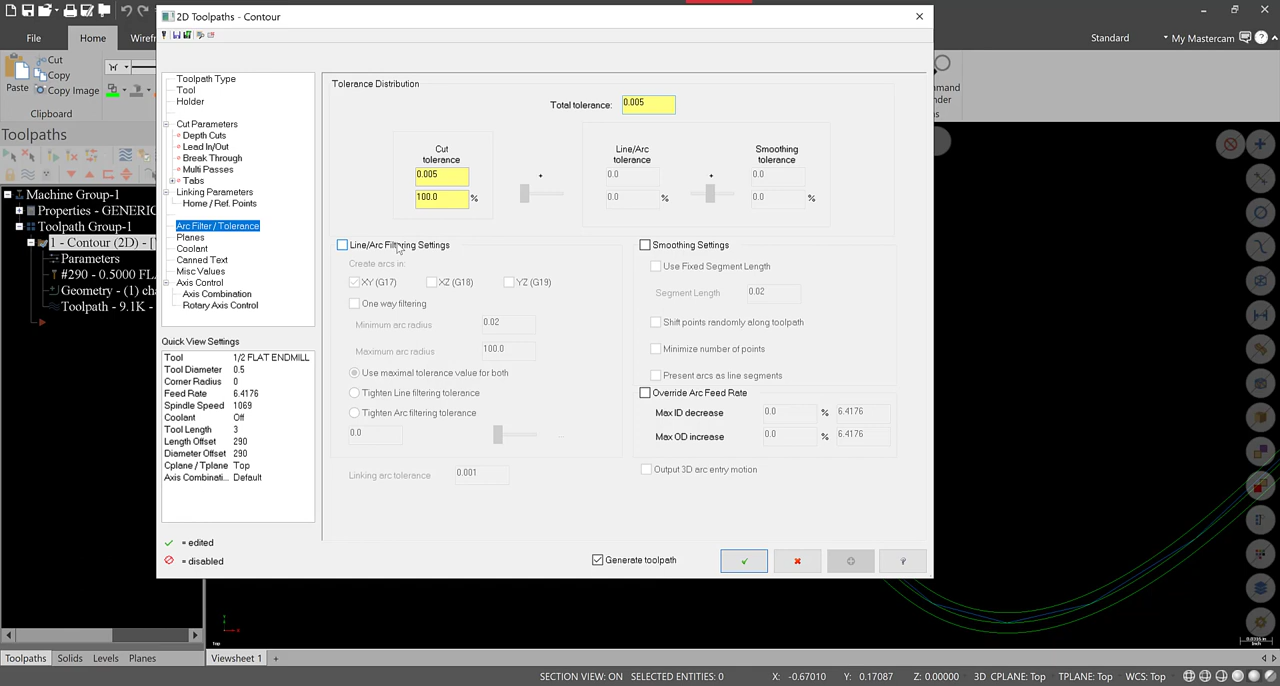 2D Toolpaths - Contour
File
Home
Wirefr
Standard
My Mastercam
Paste
Cut
Copy
Copy Image
Clipboard
mand
der
s
Toolpaths
Machine Group-1
Properties - GENERIC
Toolpath Group-1
1 - Contour (2D) - [
Parameters
#290 - 0.5000 FLA
Geometry - (1) cha
Toolpath - 9.1K -
Toolpath Type
Tool
Holder
Cut Parameters
Depth Cuts
Lead In/Out
Break Through
Multi Passes
Tabs
Linking Parameters
Home / Ref. Points
Arc Filter / Tolerance
Planes
Coolant
Canned Text
Misc Values
Axis Control
Axis Combination
Rotary Axis Control
Quick View Settings
Tool 1/2 FLAT ENDMILL
Tool Diameter 0.5
Corner Radius 0
Feed Rate 6.4176
Spindle Speed 1069
Coolant Off
Tool Length 3
Length Offset 290
Diameter Offset 290
Cplane / Tplane Top
Axis Combinati... Default
= edited
= disabled
Tolerance Distribution
Total tolerance: 0.005
Cut tolerance
0.005
100.0 %
Line/Arc tolerance
0.0
0.0 %
Smoothing tolerance
0.0
0.0 %
Line/Arc Filtering Settings
Create arcs in:
XY (G17) XZ (G18) YZ (G19)
One way filtering
Minimum arc radius 0.02
Maximum arc radius 100.0
Use maximal tolerance value for both
Tighten Line filtering tolerance
Tighten Arc filtering tolerance
0.0 ...
Linking arc tolerance 0.001
Smoothing Settings
Use Fixed Segment Length
Segment Length 0.02
Shift points randomly along toolpath
Minimize number of points
Present arcs as line segments
Override Arc Feed Rate
Max ID decrease 0.0 % 6.4176
Max OD increase 0.0 % 6.4176
Output 3D arc entry motion
Generate toolpath
Toolpaths Solids Levels Planes
Viewsheet 1 +
SECTION VIEW: ON SELECTED ENTITIES: 0 X: -0.67010 Y: 0.17087 Z: 0.00000 3D CPLANE: Top TPLANE: Top WCS: Top